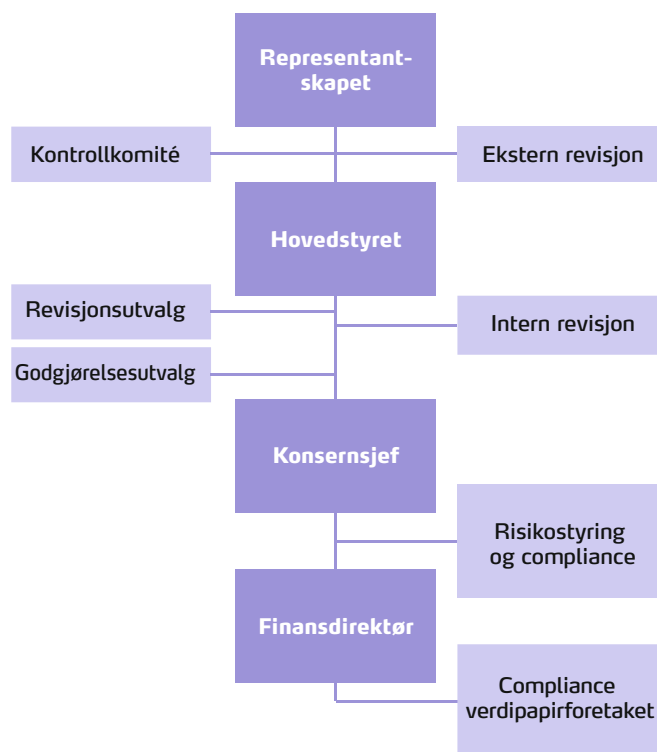 Representant-
skapet
Kontrollkomité
Ekstern revisjon
Hovedstyret
Revisjonsutvalg
Intern revisjon
Godgjørelsesutvalg
Konsernsjef
Risikostyring
og compliance
Finansdirektør
Compliance
verdipapirforetaket